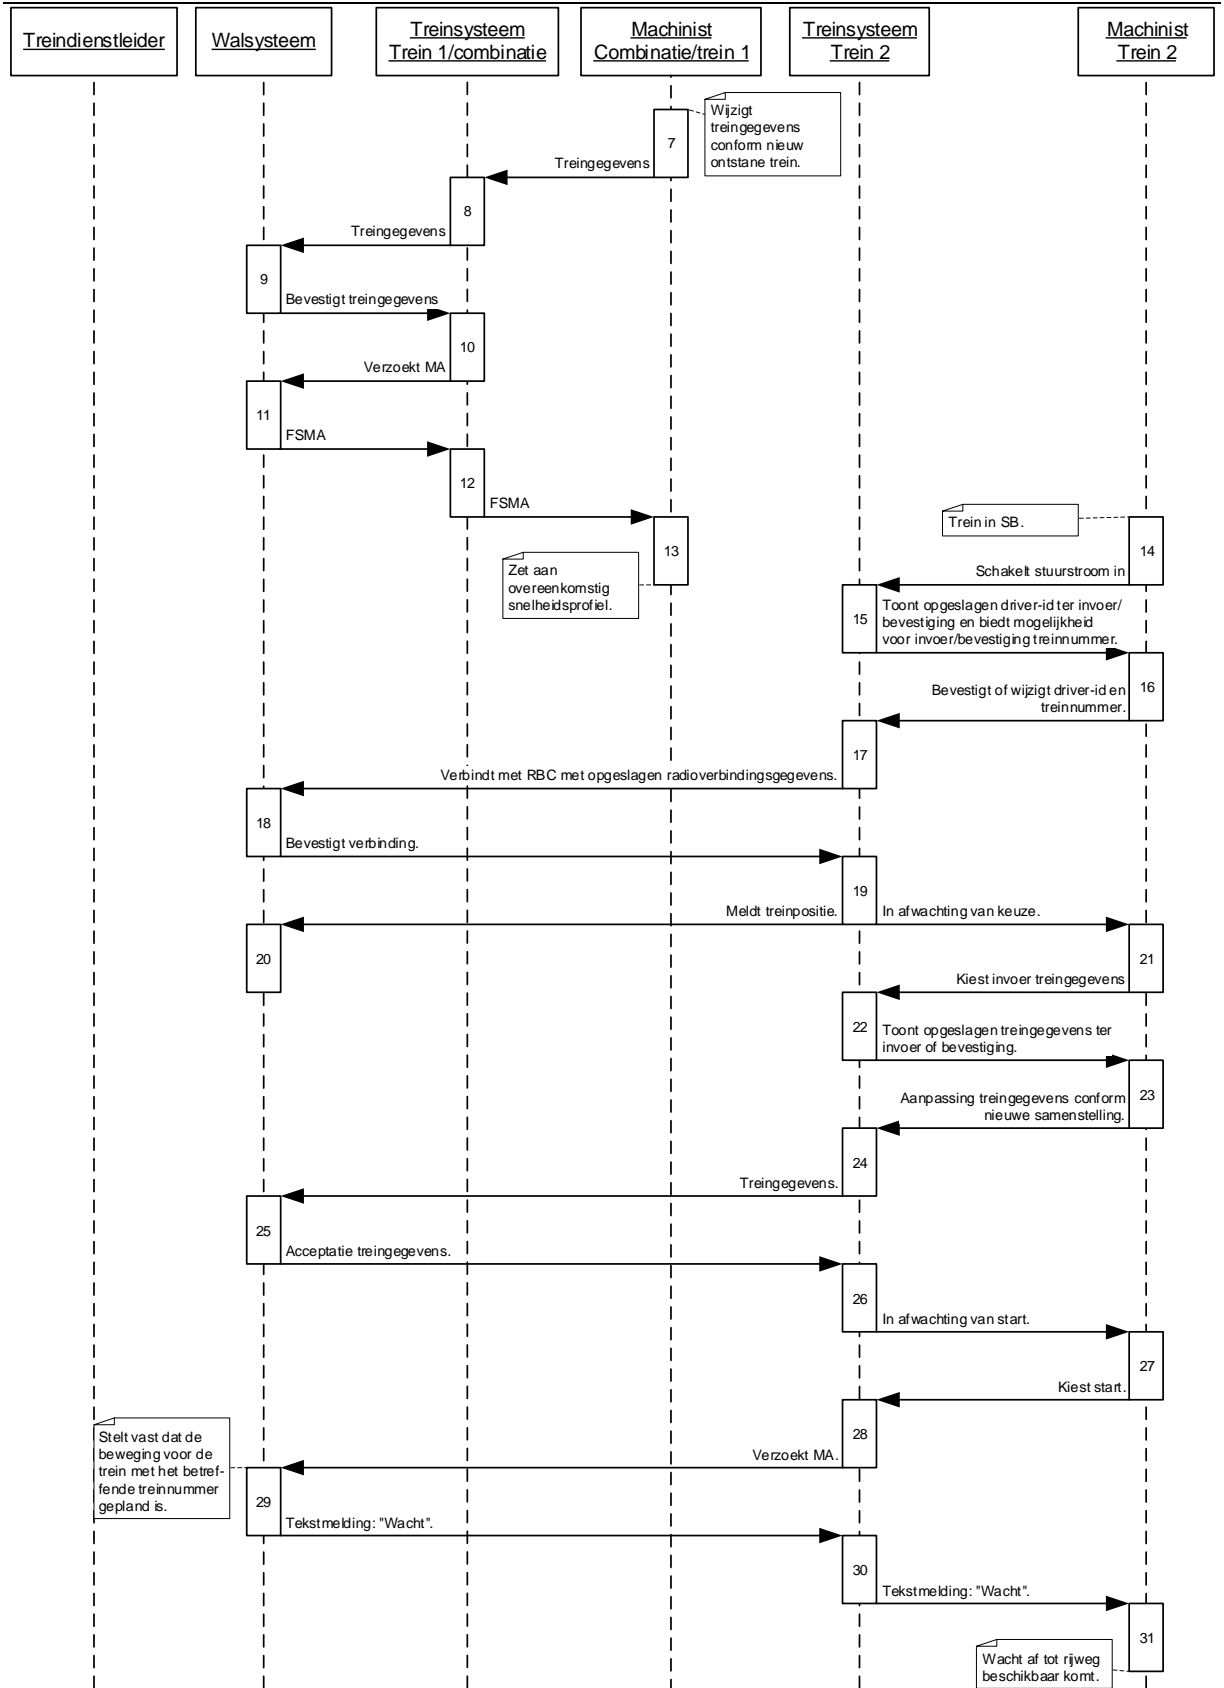 Treindienstleider
Walsysteem
Treinsysteem
Trein 1/combinatie
Machinist
Combinatie/trein 1
Treinsysteem
Trein 2
Machinist
Trein 2
Wijzigt
treingegevens
conform nieuw
ontstane trein.
7
Treingegevens
8
Treingegevens
9
Bevestigt treingegevens
10
Verzoekt MA
11
FSMA
12
FSMA
13
Zet aan
overeenkomstig
snelheidsprofiel.
Trein in SB.
14
Schakelt stuurstroom in
15
Toont opgeslagen driver-id ter invoer/
bevestiging en biedt mogelijkheid
voor invoer/bevestiging treinnummer.
16
Bevestigt of wijzigt driver-id en
treinnummer.
17
Verbindt met RBC met opgeslagen radioverbindingsgegevens.
18
Bevestigt verbinding.
19
Meldt treinpositie.
In afwachting van keuze.
20
21
Kiest invoer treingegevens
22
Toont opgeslagen treingegevens ter
invoer of bevestiging.
23
Aanpassing treingegevens conform
nieuwe samenstelling.
24
Treingegevens.
25
Acceptatie treingegevens.
26
In afwachting van start.
27
Kiest start.
28
Verzoekt MA.
Stelt vast dat de
beweging voor de
trein met het betref-
fende treinnummer
gepland is.
29
Tekstmelding: "Wacht".
30
Tekstmelding: "Wacht".
31
Wacht af tot rijweg
beschikbaar komt.